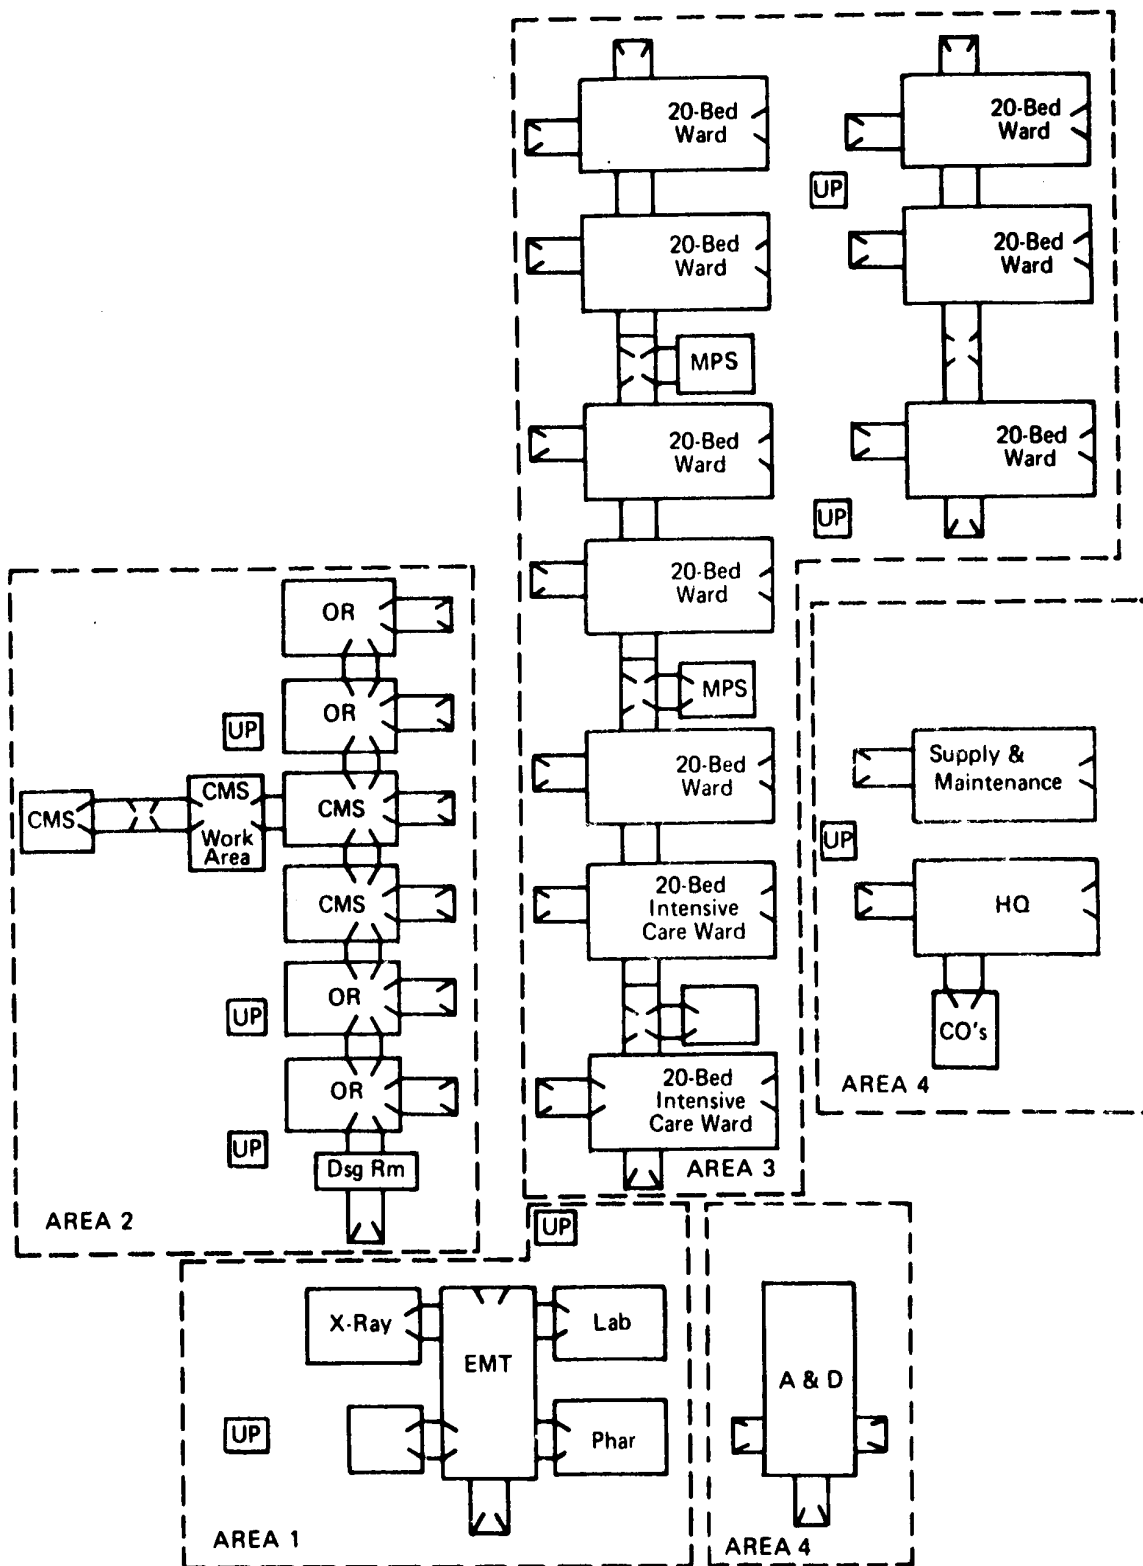 20-Bed
Ward
20-Bed
Ward
UP
20-Bed
Ward
20-Bed
Ward
MPS
20-Bed
Ward
20-Bed
Ward
UP
20-Bed
Ward
MPS
20-Bed
Ward
20-Bed
Intensive
Care Ward
20-Bed
Intensive
Care Ward
AREA 3
OR
OR
UP
CMS
CMS
Work
Area
CMS
CMS
OR
UP
OR
UP
Dsg Rm
AREA 2
Supply &
Maintenance
UP
HQ
CO's
AREA 4
UP
X-Ray
Lab
EMT
UP
Phar
AREA 1
A & D
AREA 4